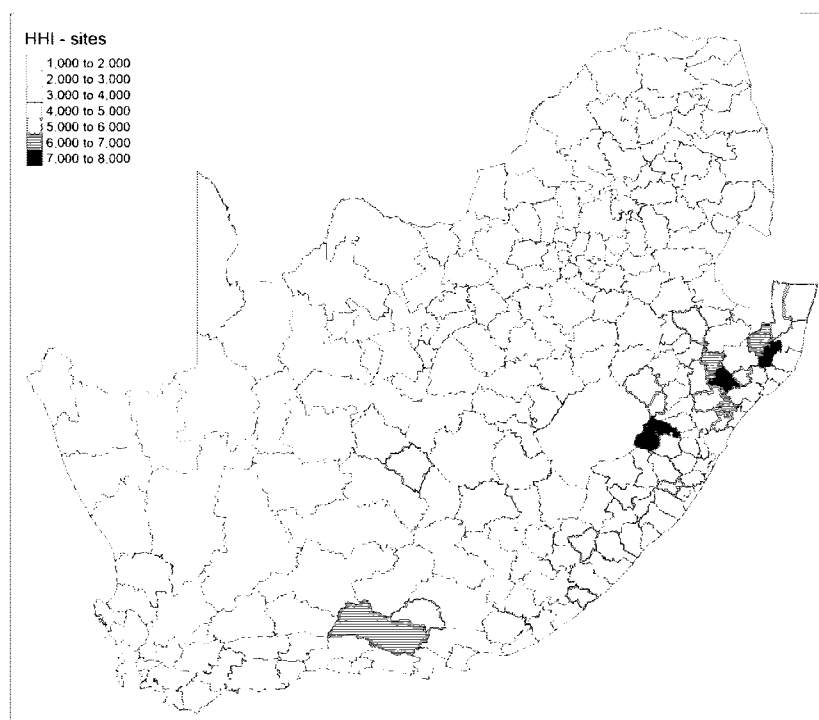 HHI - sites
1,000 to 2.000
2.000 to 3,000
3.000 to 4,000
4.000 to 5,000
5,000 to 6,000
6,000 to 7,000
7,000 to 8,000